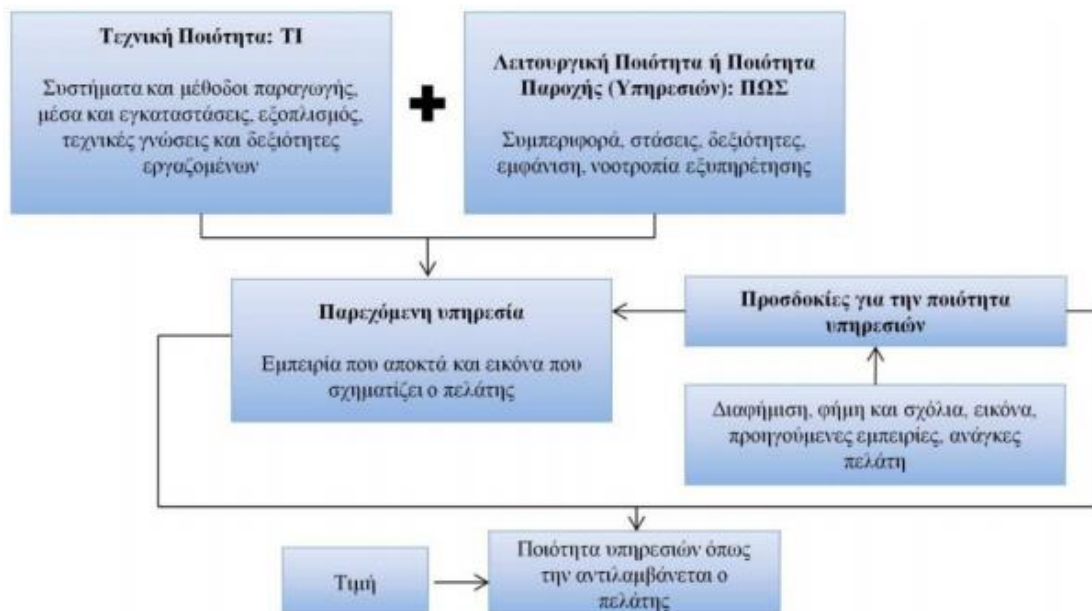 Τεχνική Ποιότητα: ΤΙ
Συστήματα και μέθοδοι παραγωγής,
μέσα και εγκαταστάσεις, εξοπλισμός,
τεχνικές γνώσεις και δεξιότητες
εργαζομένων
Λειτουργική Ποιότητα ή Ποιότητα
Παροχής (Υπηρεσιών): ΠΩΣ
Συμπεριφορά, στάσεις, δεξιότητες,
εμφάνιση, νοοτροπία εξυπηρέτησης
Παρεχόμενη υπηρεσία
Εμπειρία που αποκτά και εικόνα που
σχηματίζει ο πελάτης
Προσδοκίες για την ποιότητα
υπηρεσιών
Διαφήμιση, φήμη και σχόλια, εικόνα,
προηγούμενες εμπειρίες, ανάγκες
πελάτη
Τιμή
Ποιότητα υπηρεσιών όπως
την αντιλαμβάνεται ο
πελάτης